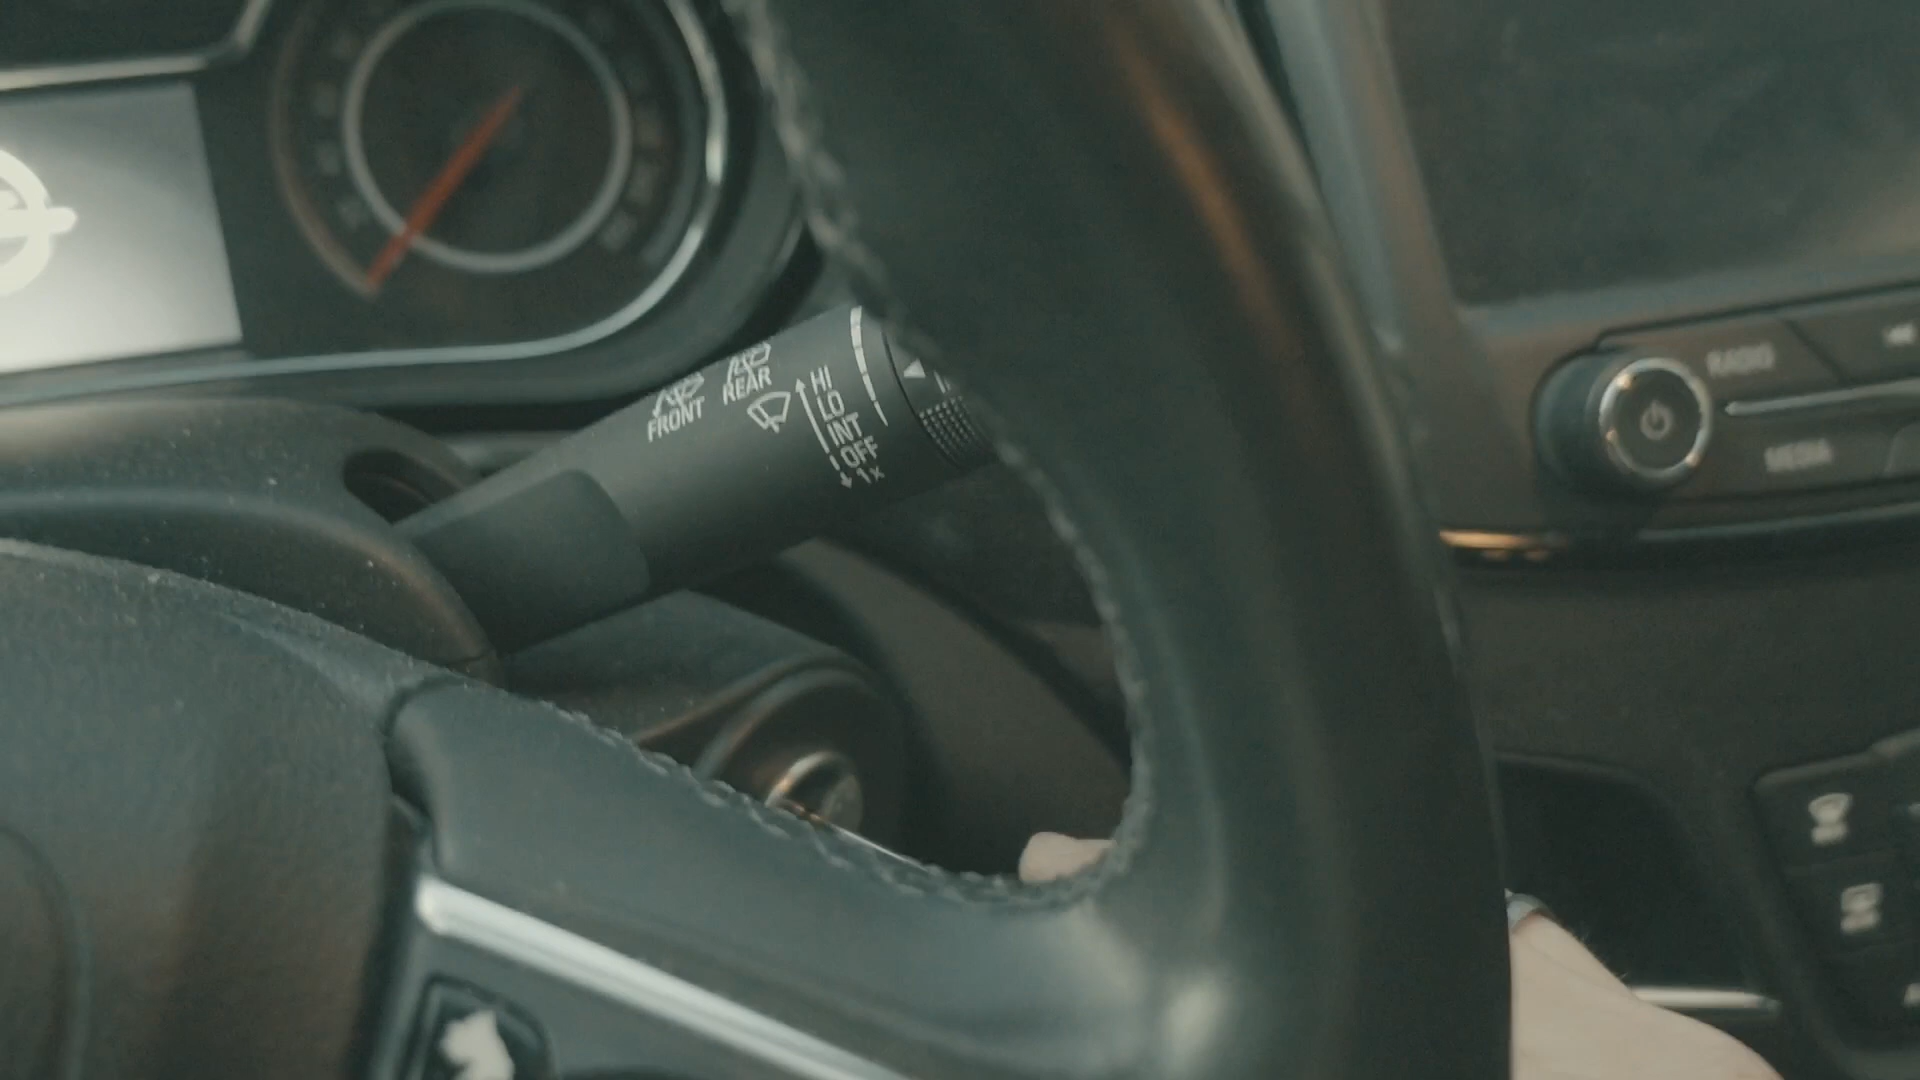 FRONT
REAR
HI
LO
INT
OFF
1x
RADIO
MEDIA